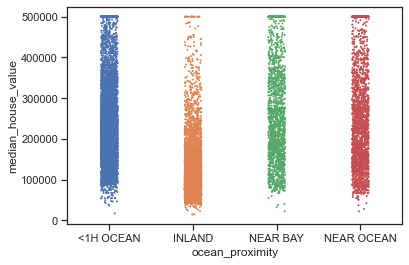 median_house_value
500000
400000
300000
200000
100000
0
<1H OCEAN
INLAND
NEAR BAY
NEAR OCEAN
ocean_proximity